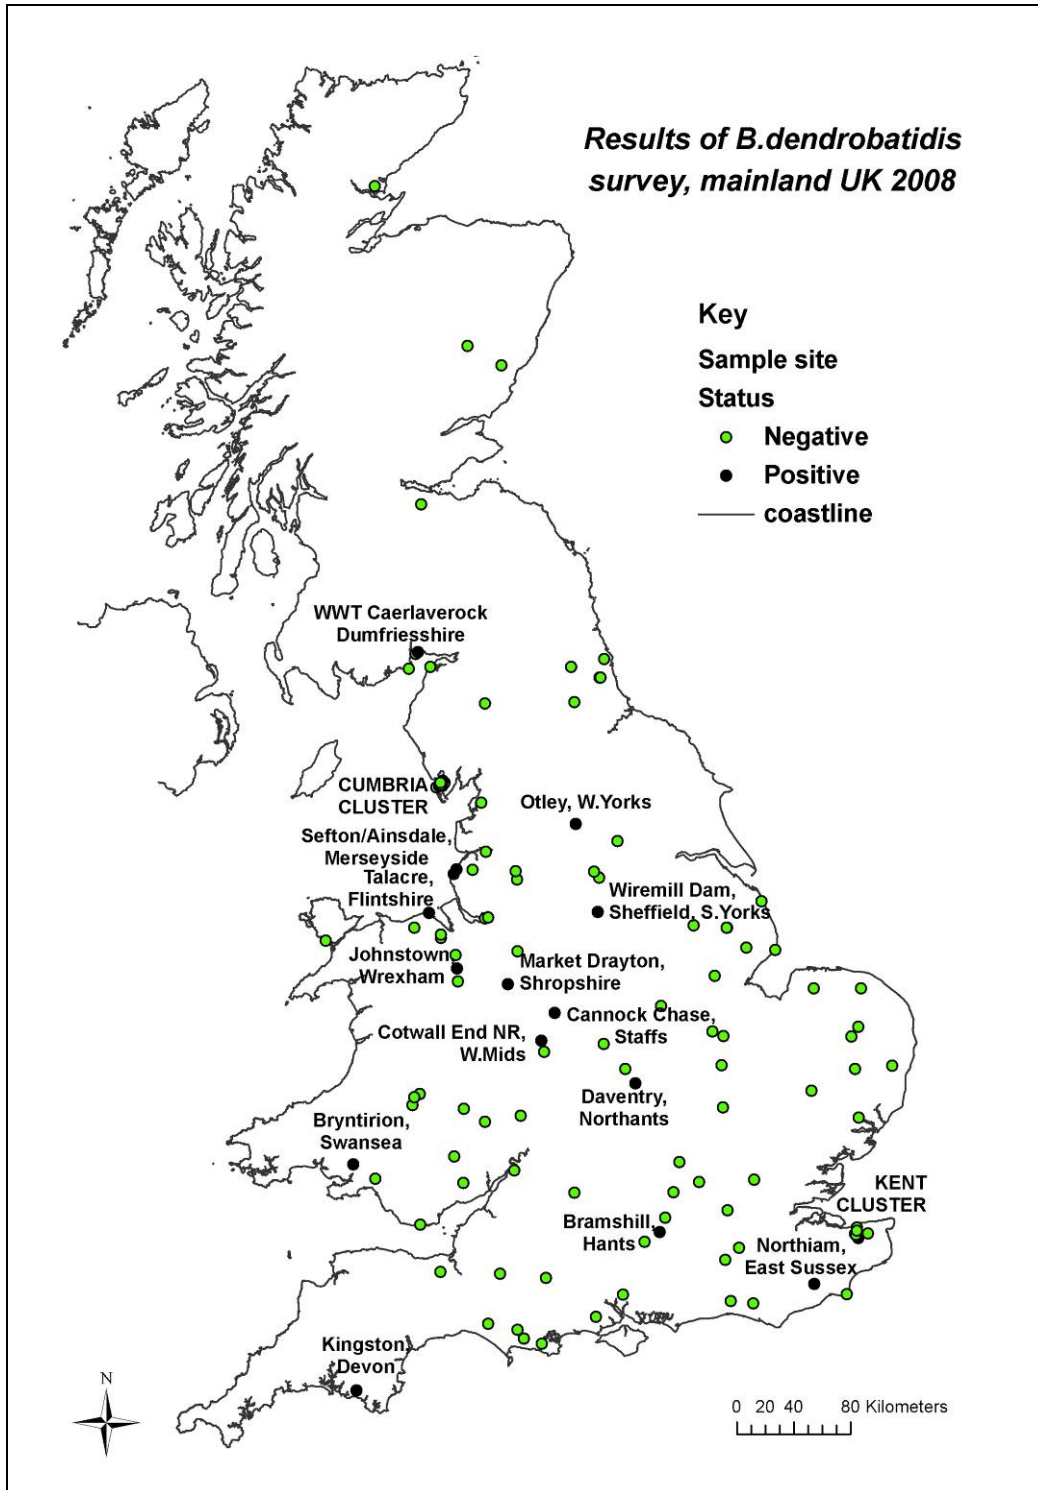 Results of B.dendrobatidis
survey, mainland UK 2008
Key
Sample site
Status
Negative
Positive
coastline
WWT Caerlaverock
Dumfriesshire
CUMBRIA
CLUSTER
Otley, W.Yorks
Sefton/Ainsdale,
Merseyside
Talacre,
Flintshire
Wiremill Dam,
Sheffield, S.Yorks
Johnstown,
Wrexham
Market Drayton,
Shropshire
Cannock Chase,
Staffs
Cotwall End NR,
W.Mids
Daventry,
Northants
Bryntirion,
Swansea
KENT
CLUSTER
Bramshill,
Hants
Northiam,
East Sussex
Kingston,
Devon
N
0 20 40 80 Kilometers